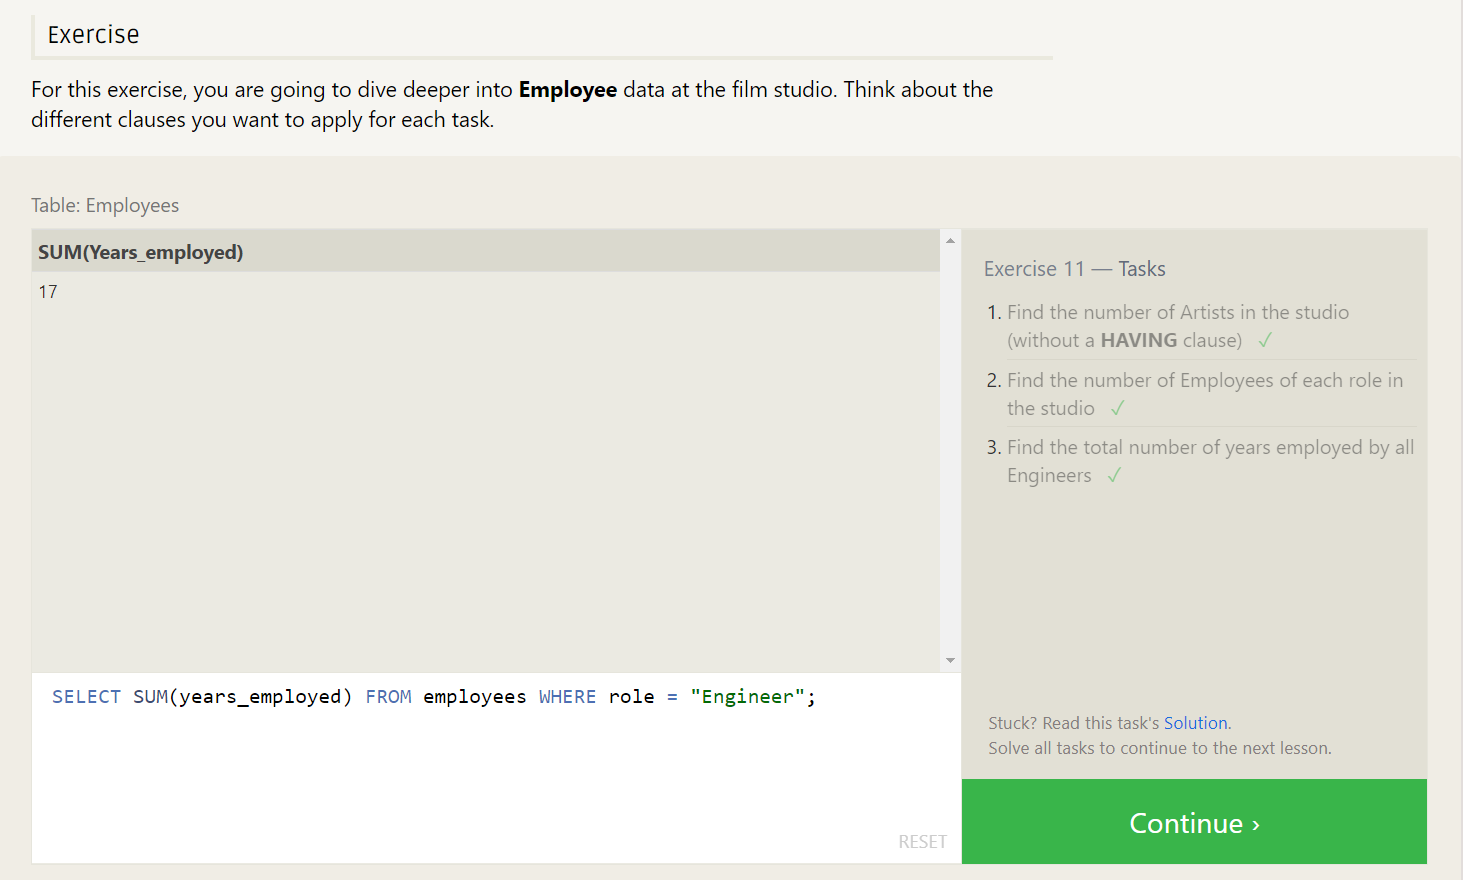 Exercise
For this exercise, you are going to dive deeper into Employee data at the film studio. Think about the
different clauses you want to apply for each task.
Table: Employees
SUM(Years_employed)
17
SELECT SUM(years_employed) FROM employees WHERE role = "Engineer";
RESET
Exercise 11 — Tasks
1. Find the number of Artists in the studio
(without a HAVING clause) ✓
2. Find the number of Employees of each role in
the studio ✓
3. Find the total number of years employed by all
Engineers ✓
Stuck? Read this task's Solution.
Solve all tasks to continue to the next lesson.
Continue ›